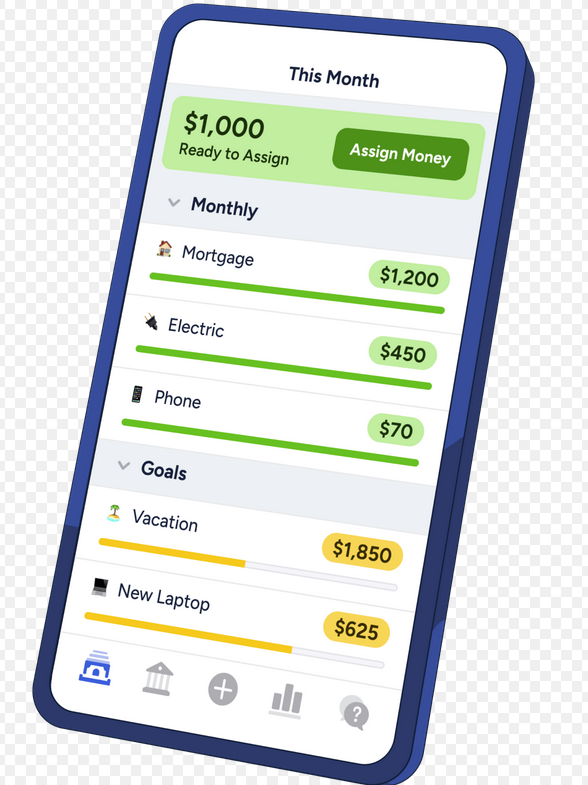 This Month
$1,000
Ready to Assign
Assign Money
Monthly
Mortgage
$1,200
Electric
$450
Phone
$70
Goals
Vacation
$1,850
New Laptop
$625
?